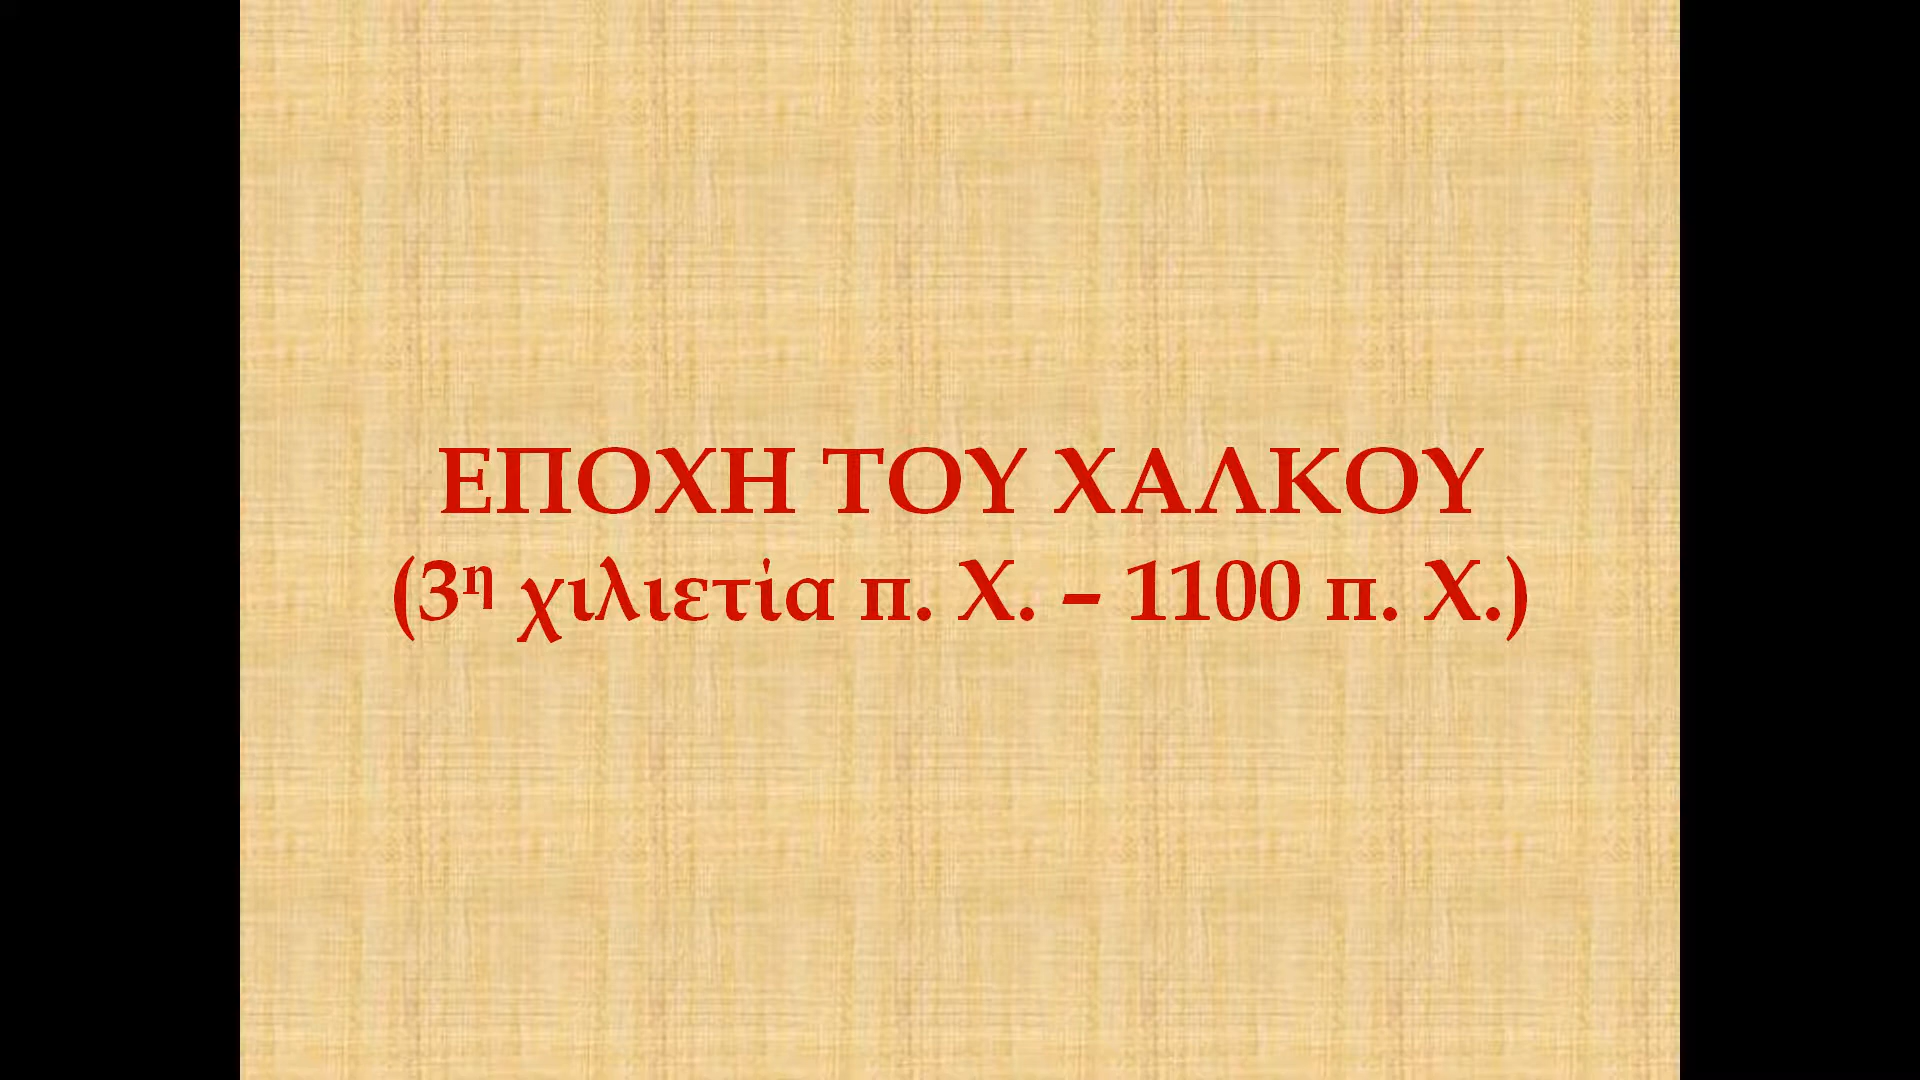 ΕΠΟΧΗ ΤΟΥ ΧΑΛΚΟΥ
(3η χιλιετία π. Χ. – 1100 π. Χ.)